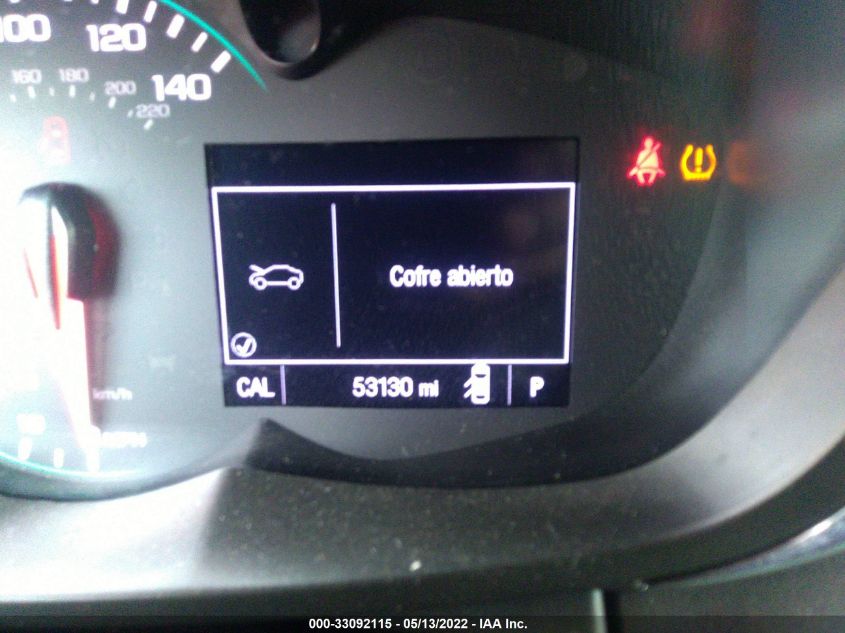 100
120
140
160
180
200
220
Cofre abierto
km/h
CAL
53130 mi
P
000-33092115 - 05/13/2022 - IAA Inc.